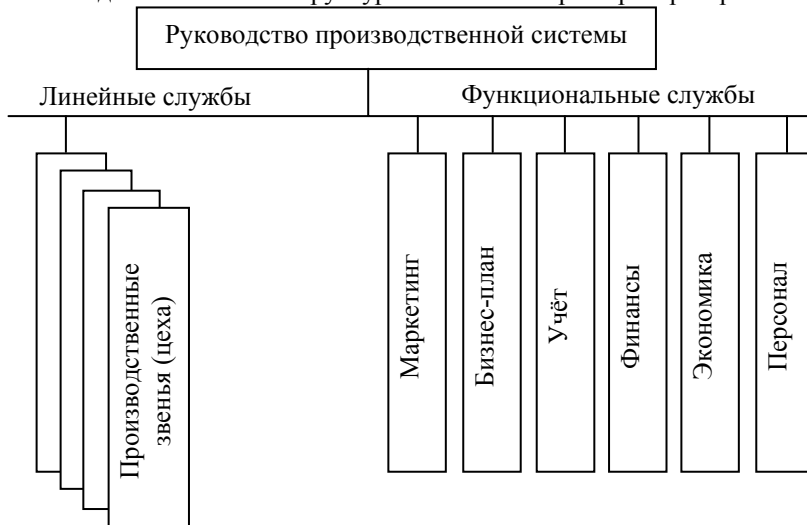 Руководство производственной системы
Линейные службы
Функциональные службы
Производственные
звенья (цеха)
Маркетинг
Бизнес-план
Учёт
Финансы
Экономика
Персонал